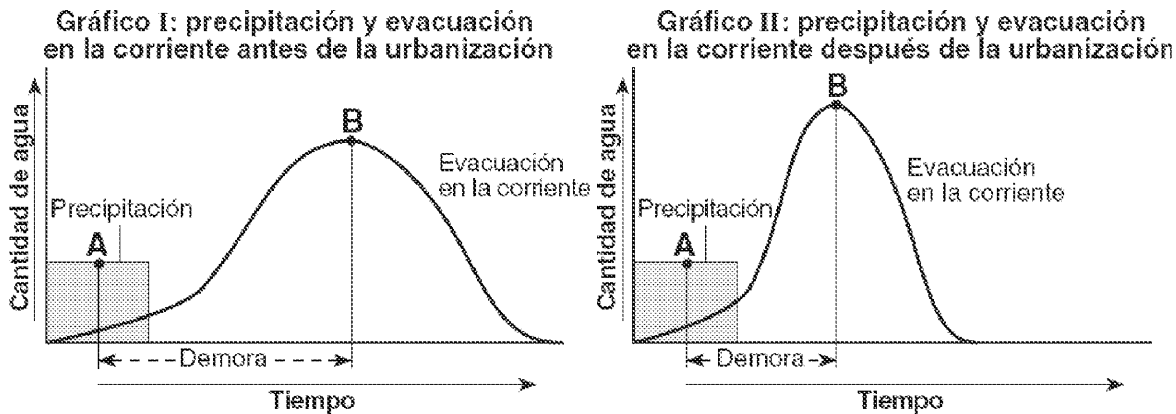 Gráfico I: precipitación y evacuación
en la corriente antes de la urbanización
Cantidad de agua
B
Evacuación
en la corriente
Precipitación
A
Demora
Tiempo
Gráfico II: precipitación y evacuación
en la corriente después de la urbanización
Cantidad de agua
B
Evacuación
en la corriente
Precipitación
A
Demora
Tiempo